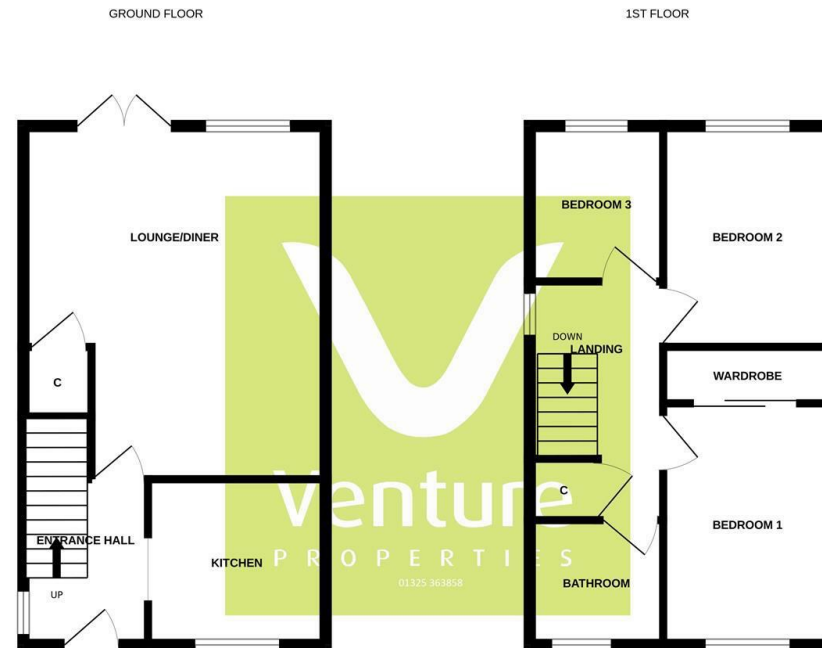 GROUND FLOOR
1ST FLOOR
LOUNGE/DINER
C
ENTRANCE HALL
UP
KITCHEN
BEDROOM 3
BEDROOM 2
DOWN
LANDING
WARDROBE
C
BEDROOM 1
BATHROOM
Venture
PROPERTIES
01325 363858